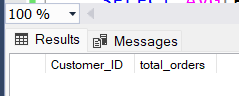 100 %
Results Messages
Customer_ID total_orders